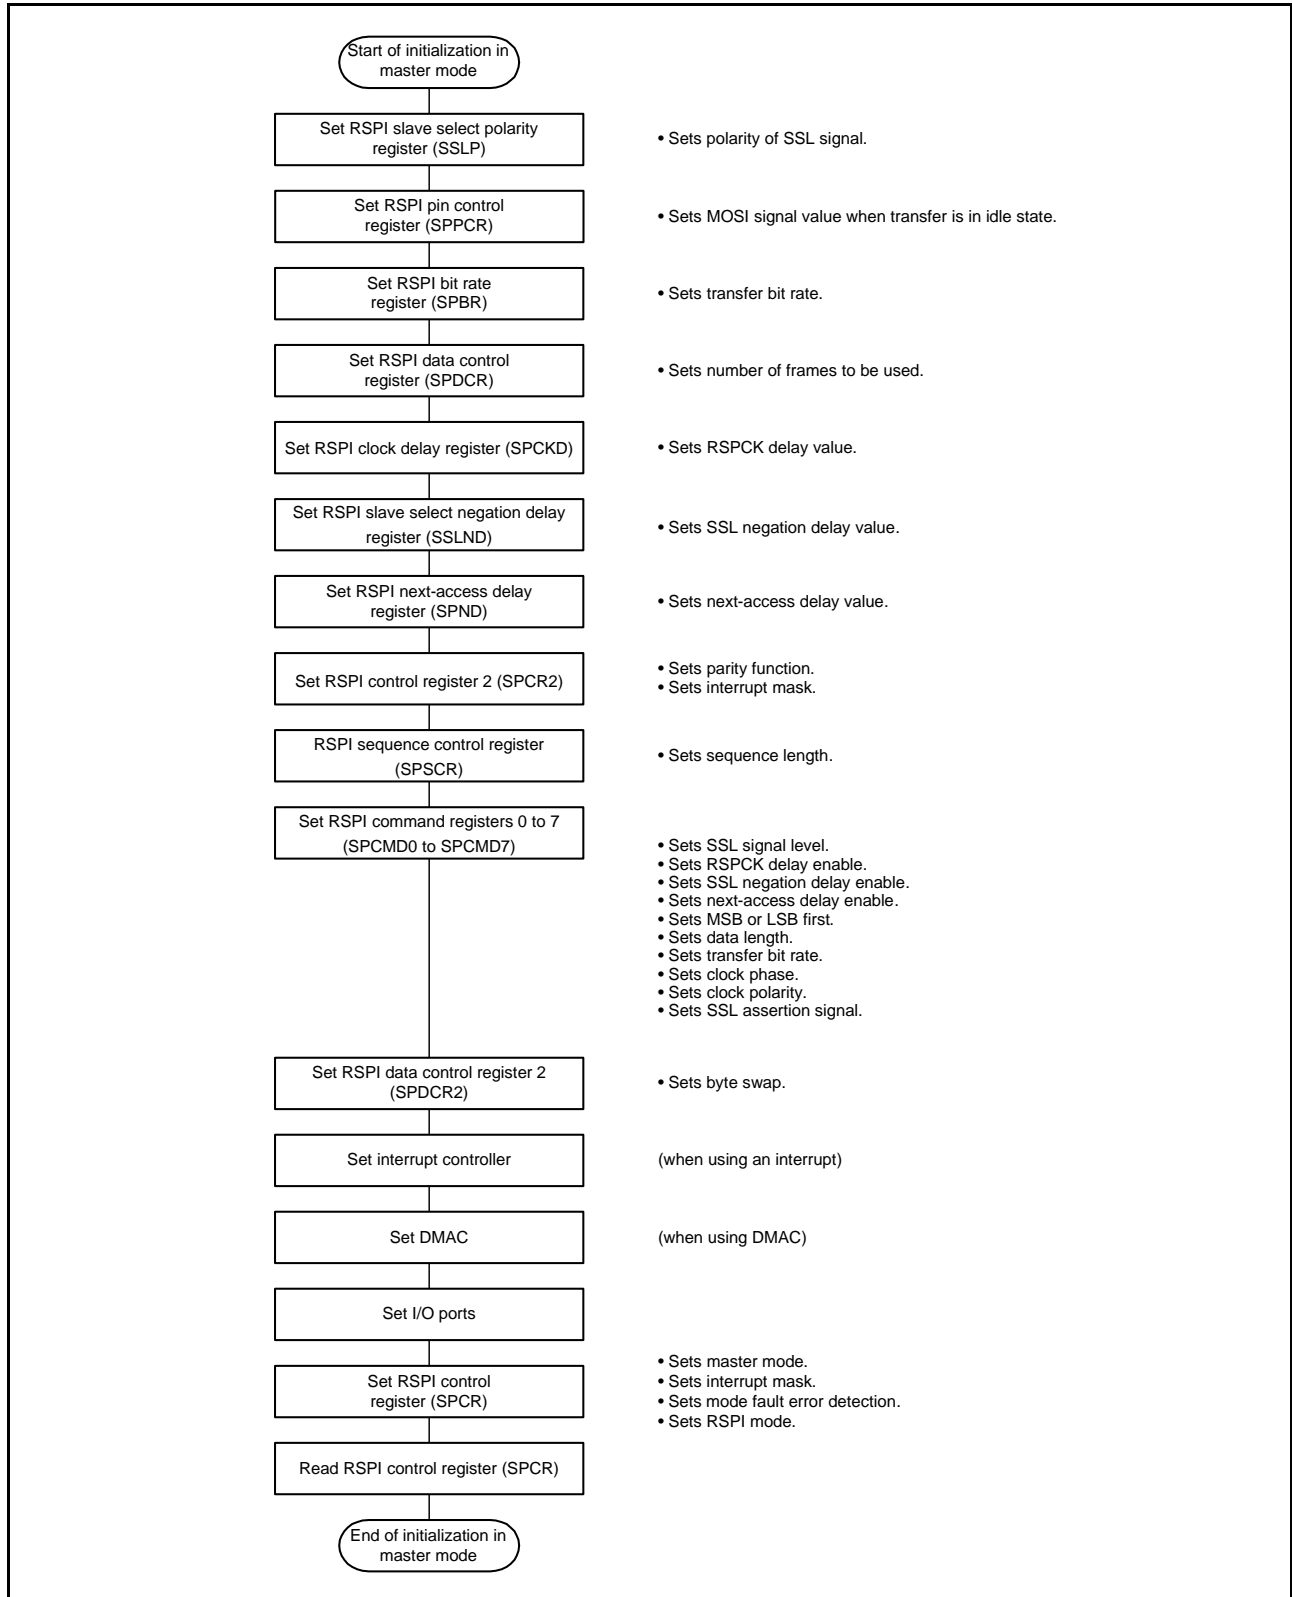 Start of initialization in
master mode
Set RSPI slave select polarity
register (SSLP)
• Sets polarity of SSL signal.
Set RSPI pin control
register (SPPCR)
• Sets MOSI signal value when transfer is in idle state.
Set RSPI bit rate
register (SPBR)
• Sets transfer bit rate.
Set RSPI data control
register (SPDCR)
• Sets number of frames to be used.
Set RSPI clock delay register (SPCKD)
• Sets RSPCK delay value.
Set RSPI slave select negation delay
register (SSLND)
• Sets SSL negation delay value.
Set RSPI next-access delay
register (SPND)
• Sets next-access delay value.
Set RSPI control register 2 (SPCR2)
• Sets parity function.
• Sets interrupt mask.
RSPI sequence control register
(SPSCR)
• Sets sequence length.
Set RSPI command registers 0 to 7
(SPCMD0 to SPCMD7)
• Sets SSL signal level.
• Sets RSPCK delay enable.
• Sets SSL negation delay enable.
• Sets next-access delay enable.
• Sets MSB or LSB first.
• Sets data length.
• Sets transfer bit rate.
• Sets clock phase.
• Sets clock polarity.
• Sets SSL assertion signal.
Set RSPI data control register 2
(SPDCR2)
• Sets byte swap.
Set interrupt controller
(when using an interrupt)
Set DMAC
(when using DMAC)
Set I/O ports
Set RSPI control
register (SPCR)
• Sets master mode.
• Sets interrupt mask.
• Sets mode fault error detection.
• Sets RSPI mode.
Read RSPI control register (SPCR)
End of initialization in
master mode